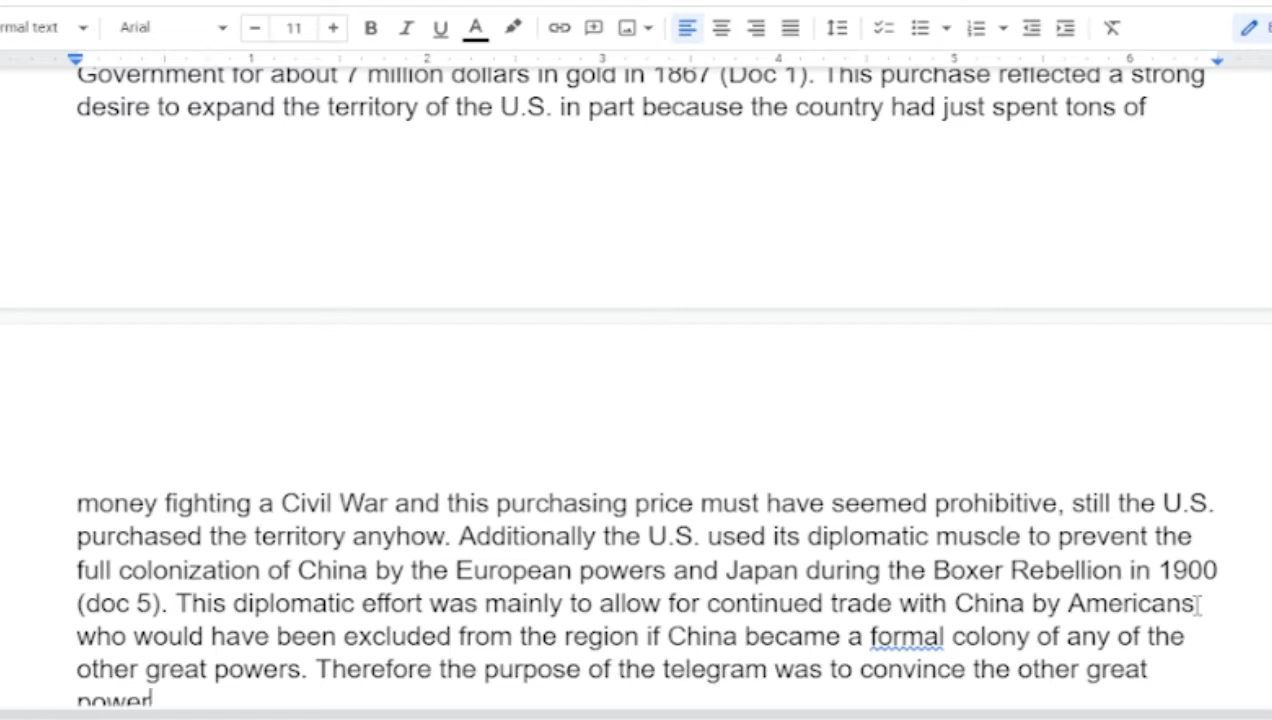 rmal text Arial 11 B I U A
1 2 3 4 5 6
Government for about 7 million dollars in gold in 1867 (Doc 1). This purchase reflected a strong
desire to expand the territory of the U.S. in part because the country had just spent tons of
money fighting a Civil War and this purchasing price must have seemed prohibitive, still the U.S.
purchased the territory anyhow. Additionally the U.S. used its diplomatic muscle to prevent the
full colonization of China by the European powers and Japan during the Boxer Rebellion in 1900
(doc 5). This diplomatic effort was mainly to allow for continued trade with China by Americans
who would have been excluded from the region if China became a formal colony of any of the
other great powers. Therefore the purpose of the telegram was to convince the other great
power